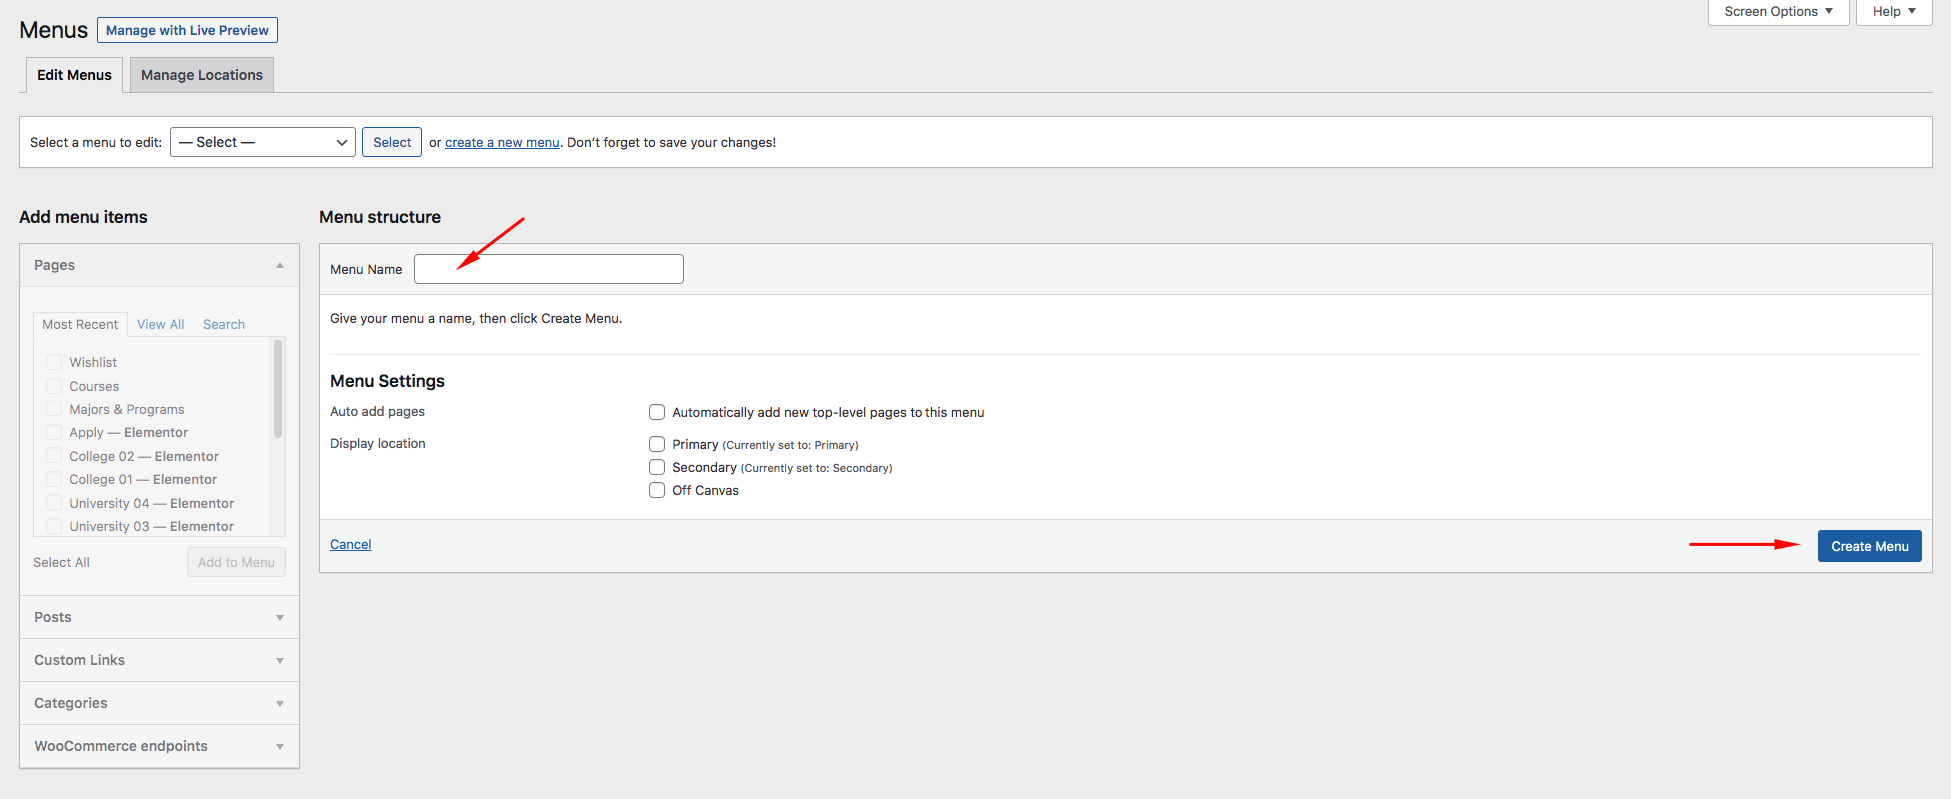 Menus Manage with Live Preview
Screen Options Help
Edit Menus Manage Locations
Select a menu to edit: — Select — Select or create a new menu. Don’t forget to save your changes!
Add menu items
Pages
Most Recent View All Search
Wishlist
Courses
Majors & Programs
Apply — Elementor
College 02 — Elementor
College 01 — Elementor
University 04 — Elementor
University 03 — Elementor
Select All Add to Menu
Posts
Custom Links
Categories
WooCommerce endpoints
Menu structure
Menu Name
Give your menu a name, then click Create Menu.
Menu Settings
Auto add pages Automatically add new top-level pages to this menu
Display location Primary (Currently set to: Primary)
Secondary (Currently set to: Secondary)
Off Canvas
Cancel Create Menu